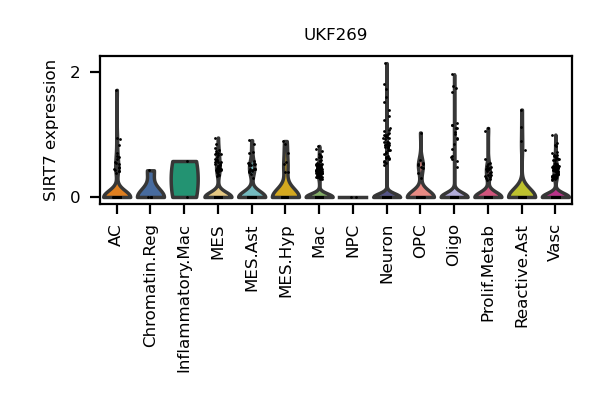 UKF269
SIRT7 expression
2
0
AC
Chromatin.Reg
Inflammatory.Mac
MES
MES.Ast
MES.Hyp
Mac
NPC
Neuron
OPC
Oligo
Prolif.Metab
Reactive.Ast
Vasc